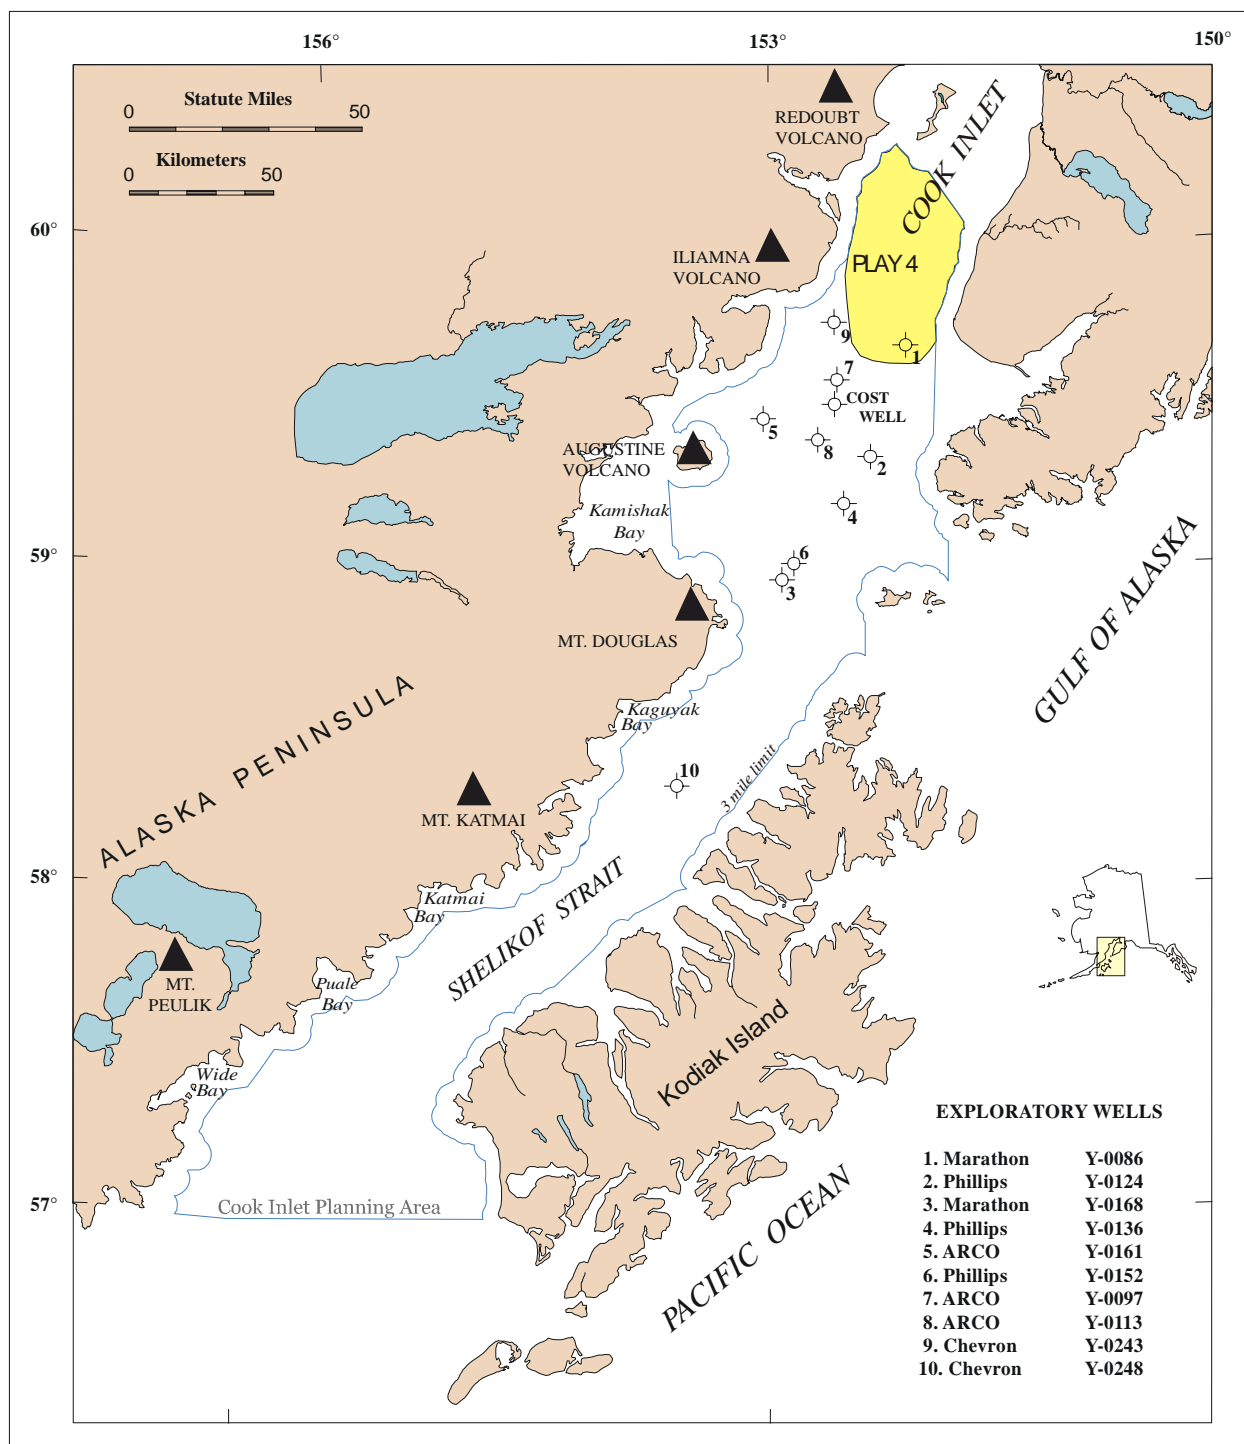 156°
153°
150°
Statute Miles
0
50
Kilometers
0
50
REDOUBT
VOLCANO
COOK INLET
60°
ILIAMNA
VOLCANO
PLAY 4
9
1
7
COST
WELL
5
8
2
AUGUSTINE
VOLCANO
4
Kamishak
Bay
59°
6
3
MT. DOUGLAS
GULF OF ALASKA
ALASKA PENINSULA
Kaguyak
Bay
3 mile limit
10
MT. KATMAI
58°
Katmai
Bay
SHELIKOF STRAIT
MT.
PEULIK
Puale
Bay
Kodiak Island
Wide
Bay
57°
Cook Inlet Planning Area
PACIFIC OCEAN
EXPLORATORY WELLS
1. Marathon Y-0086
2. Phillips Y-0124
3. Marathon Y-0168
4. Phillips Y-0136
5. ARCO Y-0161
6. Phillips Y-0152
7. ARCO Y-0097
8. ARCO Y-0113
9. Chevron Y-0243
10. Chevron Y-0248